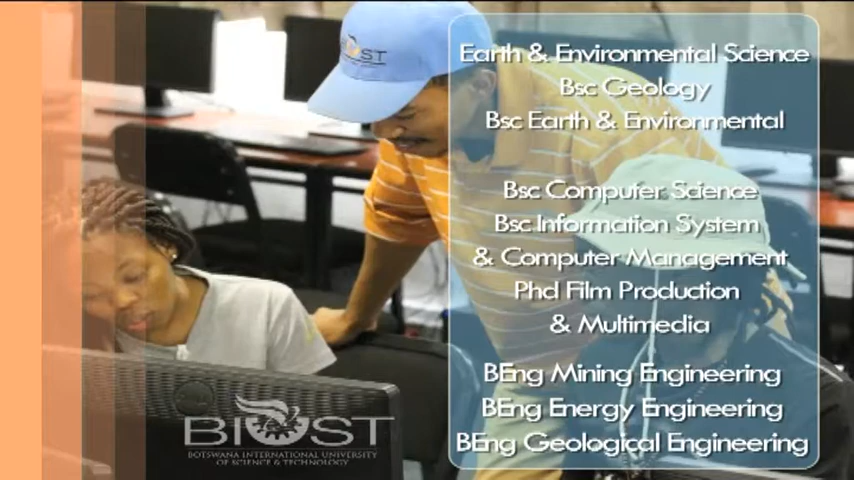 BIUST
Earth & Environmental Science
Bsc Geology
Bsc Earth & Environmental
Bsc Computer Science
Bsc Information System
& Computer Management
Phd Film Production
& Multimedia
BEng Mining Engineering
BEng Energy Engineering
BEng Geological Engineering
BIUST
BOTSWANA INTERNATIONAL UNIVERSITY
OF SCIENCE & TECHNOLOGY